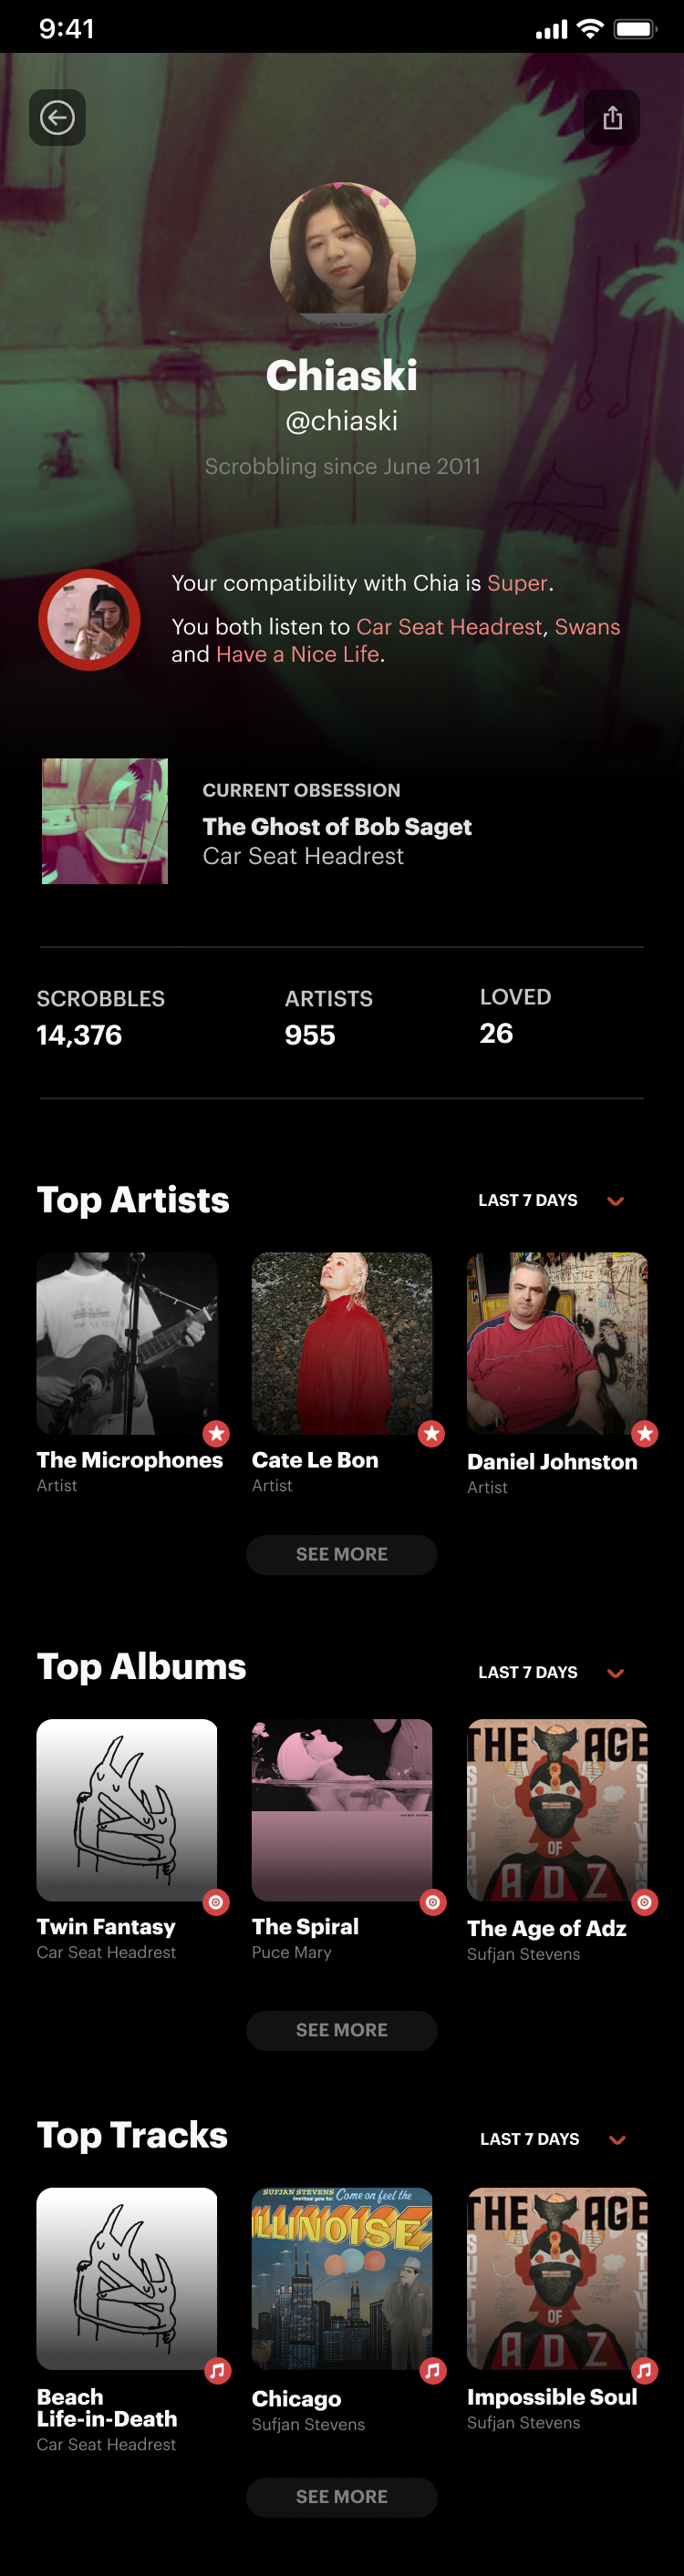 9:41
Chiaski
@chiaski
Scrobbling since June 2011
Your compatibility with Chia is Super.
You both listen to Car Seat Headrest, Swans
and Have a Nice Life.
CURRENT OBSESSION
The Ghost of Bob Saget
Car Seat Headrest
SCROBBLES
14,376
ARTISTS
955
LOVED
26
Top Artists
LAST 7 DAYS
The Microphones
Artist
Cate Le Bon
Artist
Daniel Johnston
Artist
SEE MORE
Top Albums
LAST 7 DAYS
THE AGE
SUFJAN
STEVEN
OF
ADZ
Twin Fantasy
Car Seat Headrest
The Spiral
Puce Mary
The Age of Adz
Sufjan Stevens
SEE MORE
Top Tracks
LAST 7 DAYS
SUFJAN STEVENS
invites you to: Come on feel the
ILLINOISE
THE AGE
OF
ADZ
Beach
Life-in-Death
Car Seat Headrest
Chicago
Sufjan Stevens
Impossible Soul
Sufjan Stevens
SEE MORE